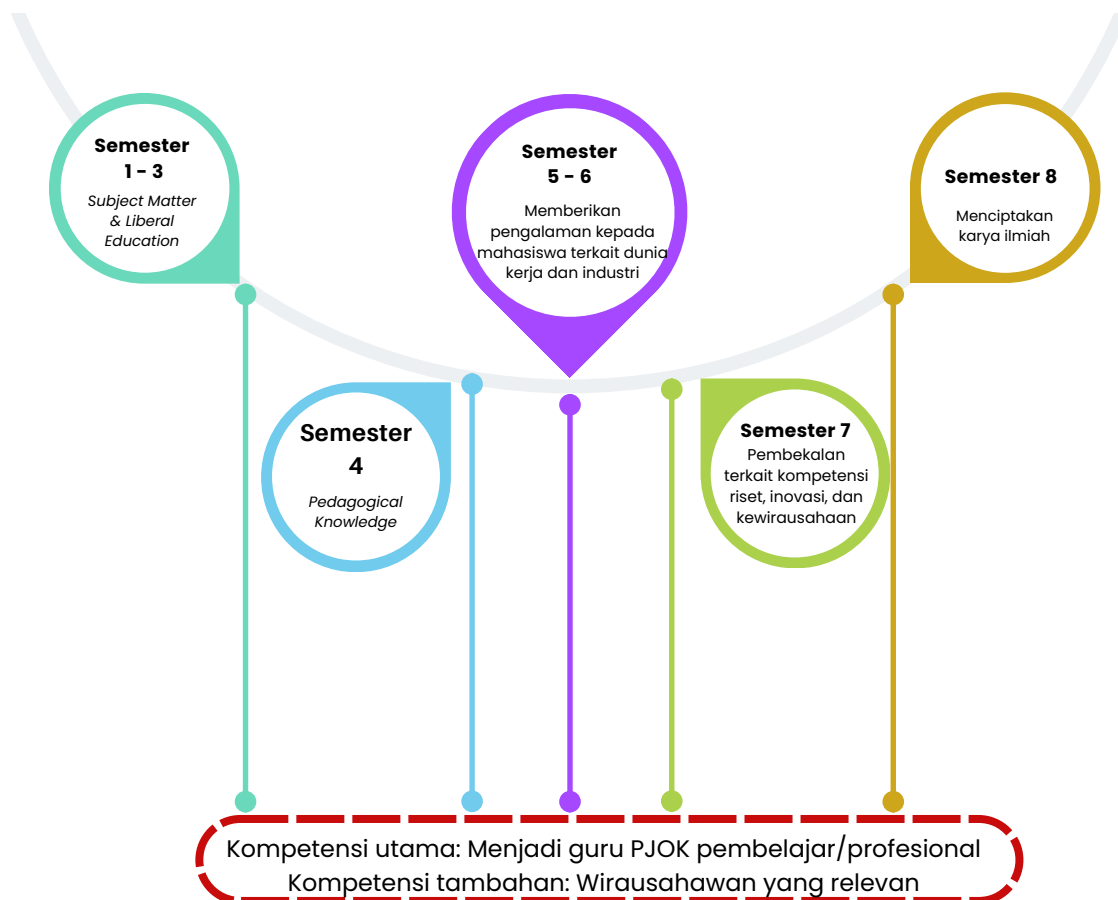 Semester
1 - 3
Subject Matter
& Liberal
Education
Semester
4
Pedagogical
Knowledge
Semester
5 - 6
Memberikan
pengalaman kepada
mahasiswa terkait dunia
kerja dan industri
Semester 7
Pembekalan
terkait kompetensi
riset, inovasi, dan
kewirausahaan
Semester 8
Menciptakan
karya ilmiah
Kompetensi utama: Menjadi guru PJOK pembelajar/profesional
Kompetensi tambahan: Wirausahawan yang relevan